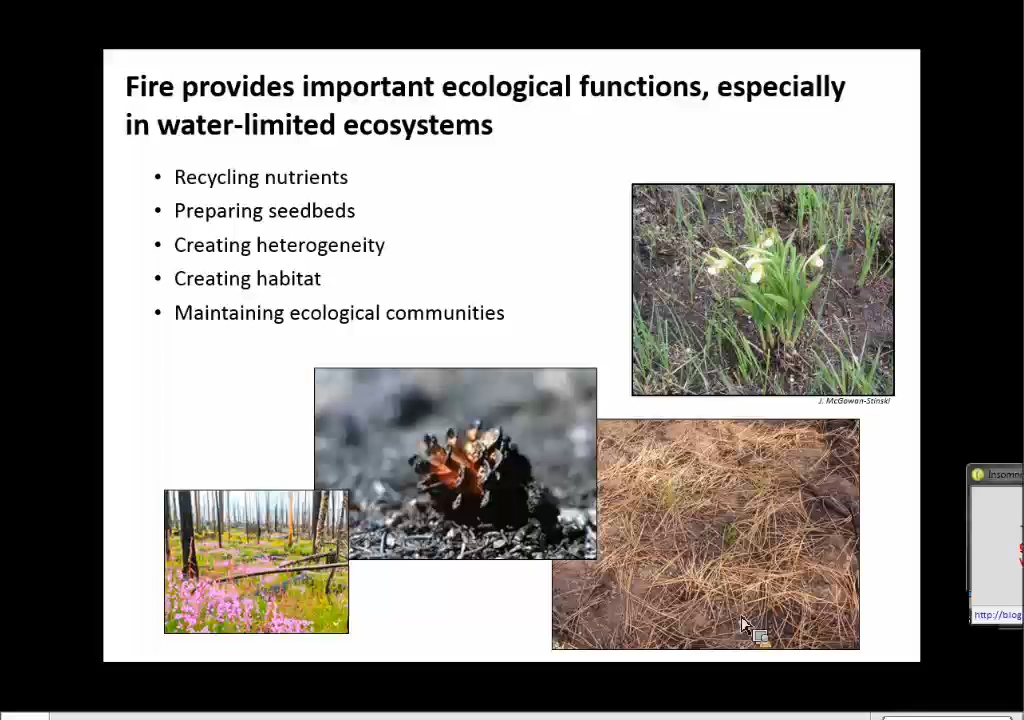 Fire provides important ecological functions, especially
in water-limited ecosystems
• Recycling nutrients
• Preparing seedbeds
• Creating heterogeneity
• Creating habitat
• Maintaining ecological communities
J. McGowan-Stinski
http://blog